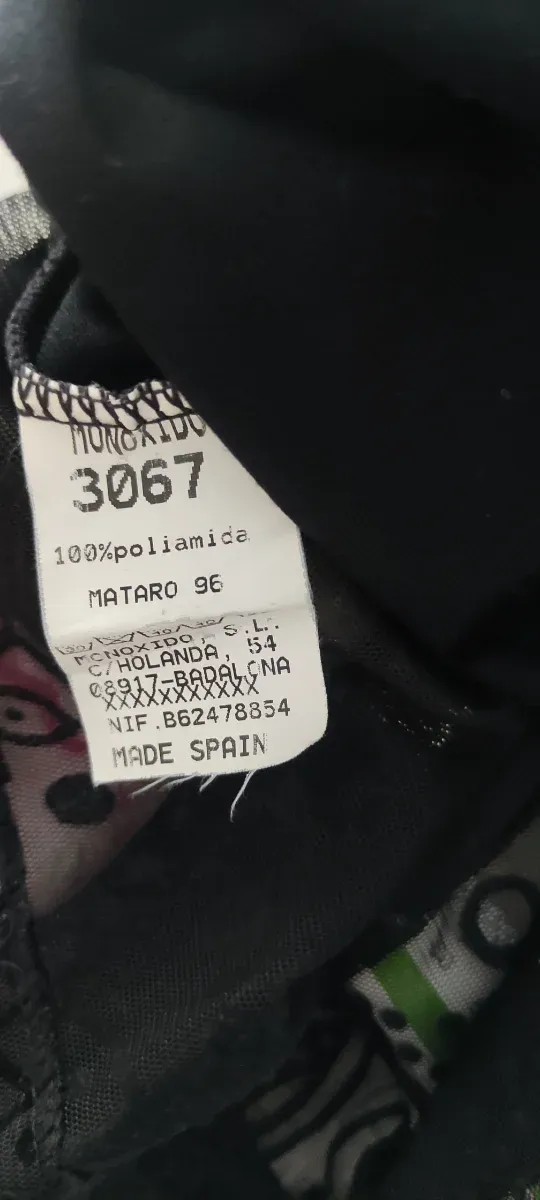 MONOXIDO
3067
100%poliamida
MATARO 96
MONOXIDO, S.L.
C/HOLANDA, 54
08917-BADALONA
XXXXXXXXXXX
NIF.B62478854
MADE SPAIN